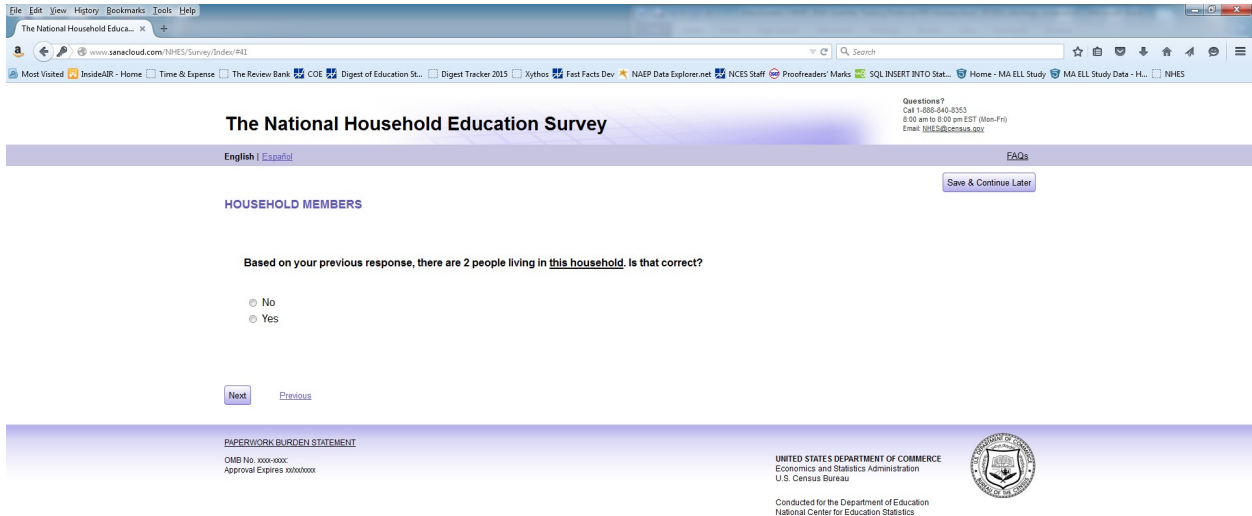 File Edit View History Bookmarks Tools Help
The National Household Educa... × +
www.sanacloud.com/NHES/Survey/Index/#41
Search
Most Visited InsideAIR - Home Time & Expense The Review Bank COE Digest of Education St... Digest Tracker 2015 Xythos Fast Facts Dev NAEP Data Explorer.net NCES Staff Proofreaders' Marks SQL INSERT INTO Stat... Home - MA ELL Study MA ELL Study Data - H... NHES
Questions?
Call 1-888-840-8353
8:00 am to 8:00 pm EST (Mon-Fri)
Email: NHES@census.gov
The National Household Education Survey
English | Español
FAQs
Save & Continue Later
HOUSEHOLD MEMBERS
Based on your previous response, there are 2 people living in this household. Is that correct?
No
Yes
Next Previous
PAPERWORK BURDEN STATEMENT
OMB No. xxxx-xxxx:
Approval Expires xx/xx/xxxx
UNITED STATES DEPARTMENT OF COMMERCE
Economics and Statistics Administration
U.S. Census Bureau
Conducted for the Department of Education
National Center for Education Statistics